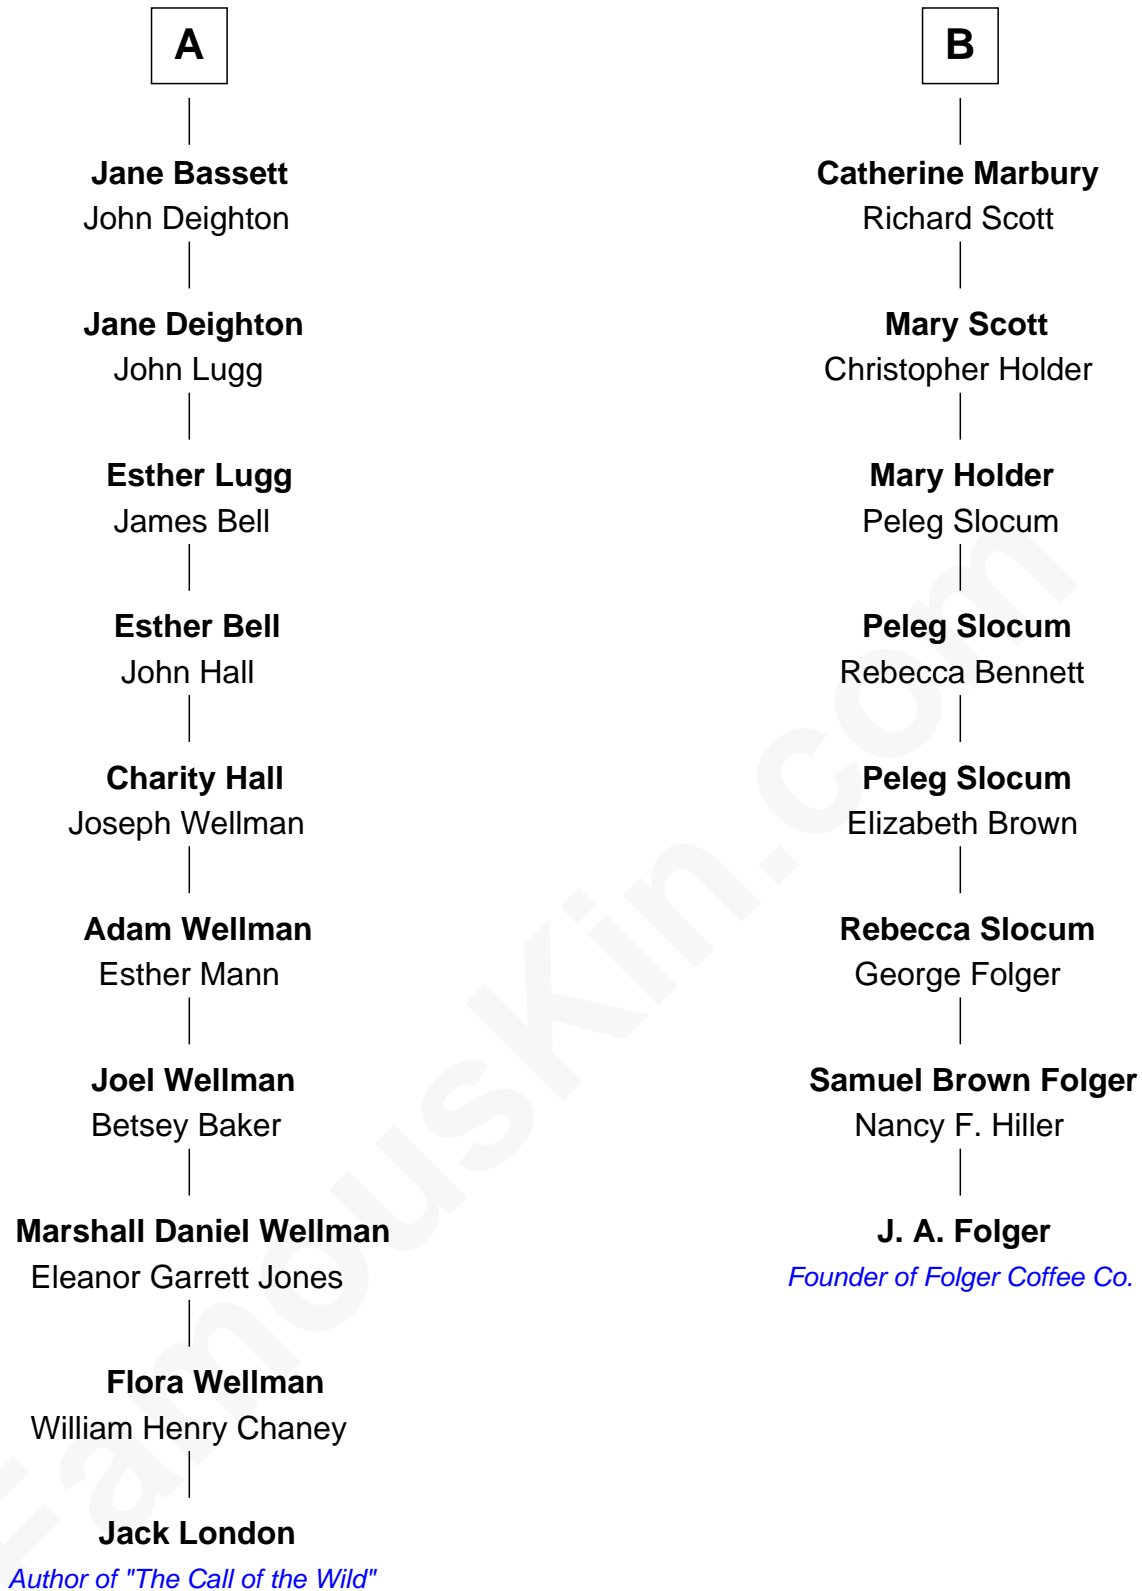 A
Jane Bassett
John Deighton
Jane Deighton
John Lugg
Esther Lugg
James Bell
Esther Bell
John Hall
Charity Hall
Joseph Wellman
Adam Wellman
Esther Mann
Joel Wellman
Betsey Baker
Marshall Daniel Wellman
Eleanor Garrett Jones
Flora Wellman
William Henry Chaney
Jack London
Author of "The Call of the Wild"
B
Catherine Marbury
Richard Scott
Mary Scott
Christopher Holder
Mary Holder
Peleg Slocum
Peleg Slocum
Rebecca Bennett
Peleg Slocum
Elizabeth Brown
Rebecca Slocum
George Folger
Samuel Brown Folger
Nancy F. Hiller
J. A. Folger
Founder of Folger Coffee Co.
FamousKin.com